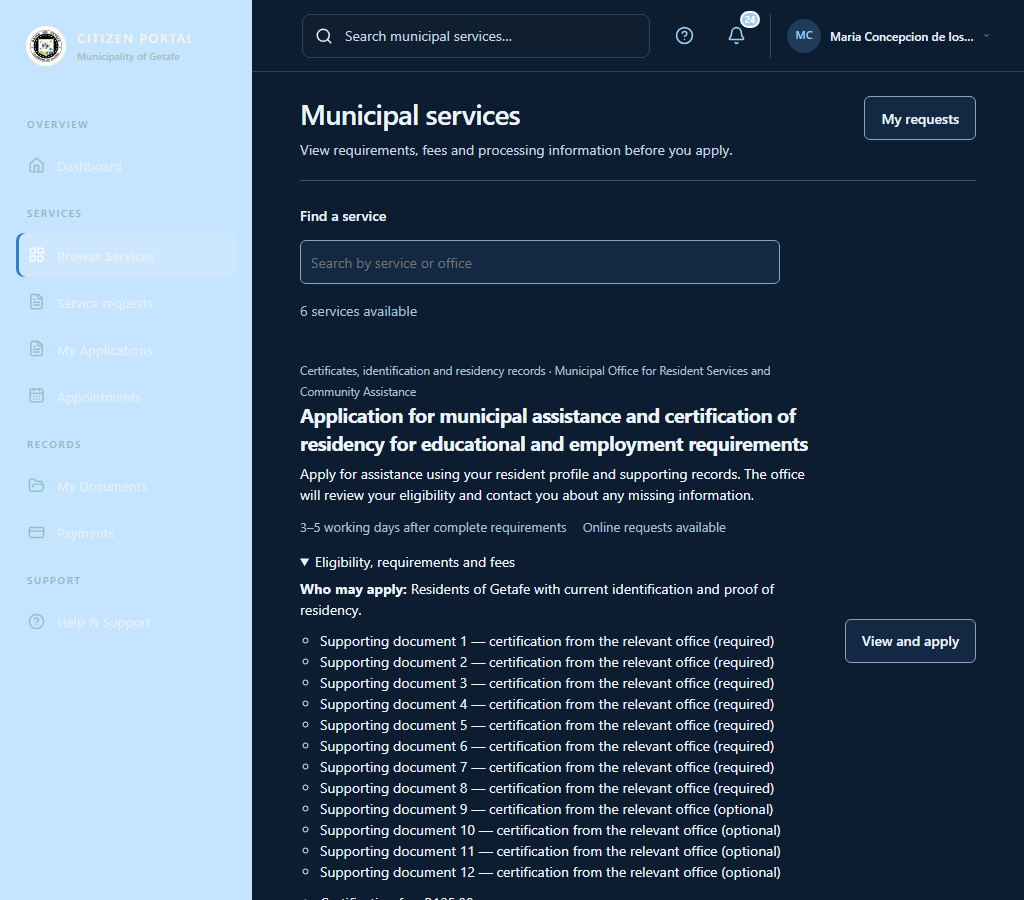 CITIZEN PORTAL
Municipality of Getafe
OVERVIEW
Dashboard
SERVICES
Browse Services
Service requests
My Applications
Appointments
RECORDS
My Documents
Payments
SUPPORT
Help & Support
Search municipal services...
24
MC
Maria Concepcion de los...
Municipal services
My requests
View requirements, fees and processing information before you apply.
Find a service
Search by service or office
6 services available
Certificates, identification and residency records · Municipal Office for Resident Services and
Community Assistance
Application for municipal assistance and certification of
residency for educational and employment requirements
Apply for assistance using your resident profile and supporting records. The office
will review your eligibility and contact you about any missing information.
3–5 working days after complete requirements Online requests available
Eligibility, requirements and fees
Who may apply: Residents of Getafe with current identification and proof of
residency.
Supporting document 1 — certification from the relevant office (required)
View and apply
Supporting document 2 — certification from the relevant office (required)
Supporting document 3 — certification from the relevant office (required)
Supporting document 4 — certification from the relevant office (required)
Supporting document 5 — certification from the relevant office (required)
Supporting document 6 — certification from the relevant office (required)
Supporting document 7 — certification from the relevant office (required)
Supporting document 8 — certification from the relevant office (required)
Supporting document 9 — certification from the relevant office (optional)
Supporting document 10 — certification from the relevant office (optional)
Supporting document 11 — certification from the relevant office (optional)
Supporting document 12 — certification from the relevant office (optional)